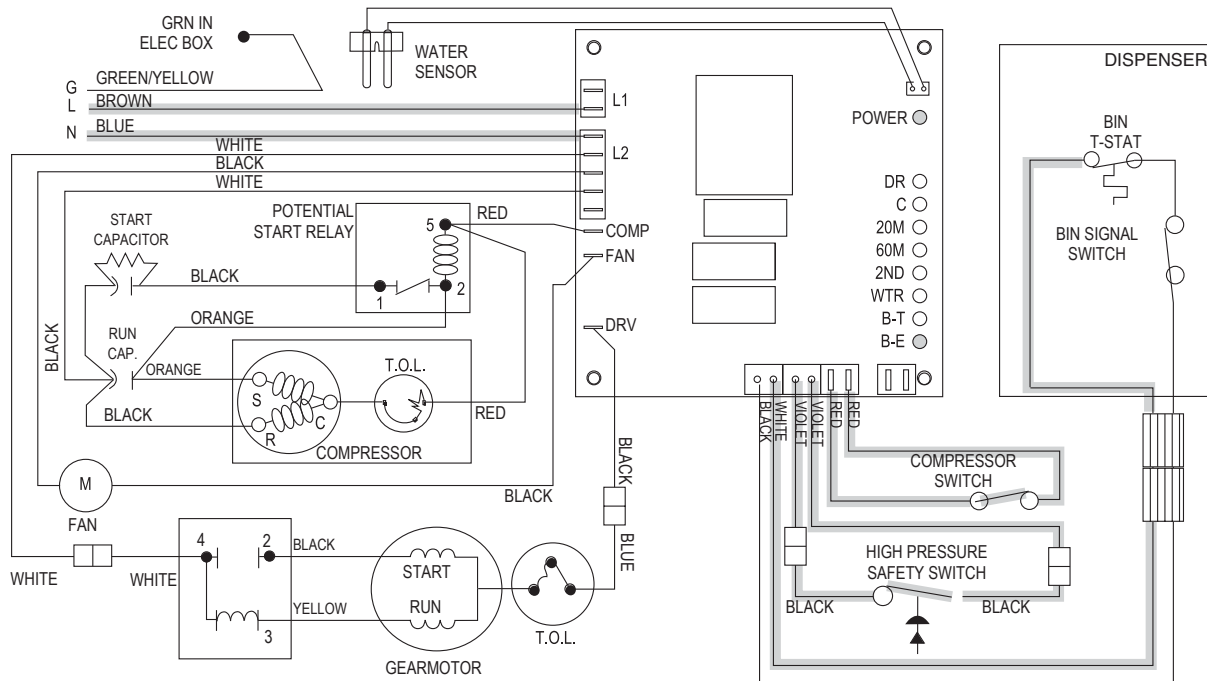 GRN IN
ELEC BOX
WATER
SENSOR
DISPENSER
G GREEN/YELLOW
L BROWN
N BLUE
WHITE
BLACK
WHITE
L1
L2
COMP
FAN
DRV
POWER
DR
C
20M
60M
2ND
WTR
B-T
B-E
BIN
T-STAT
BIN SIGNAL
SWITCH
POTENTIAL
START RELAY
RED
5
1
2
START
CAPACITOR
BLACK
ORANGE
BLACK
RUN
CAP.
ORANGE
BLACK
T.O.L.
S
R
C
RED
COMPRESSOR
BLACK
WHITE
VIOLET
VIOLET
RED
RED
COMPRESSOR
SWITCH
M
FAN
BLACK
BLACK
BLUE
HIGH PRESSURE
SAFETY SWITCH
BLACK
BLACK
WHITE
WHITE
4
2
3
BLACK
YELLOW
START
RUN
GEARMOTOR
T.O.L.